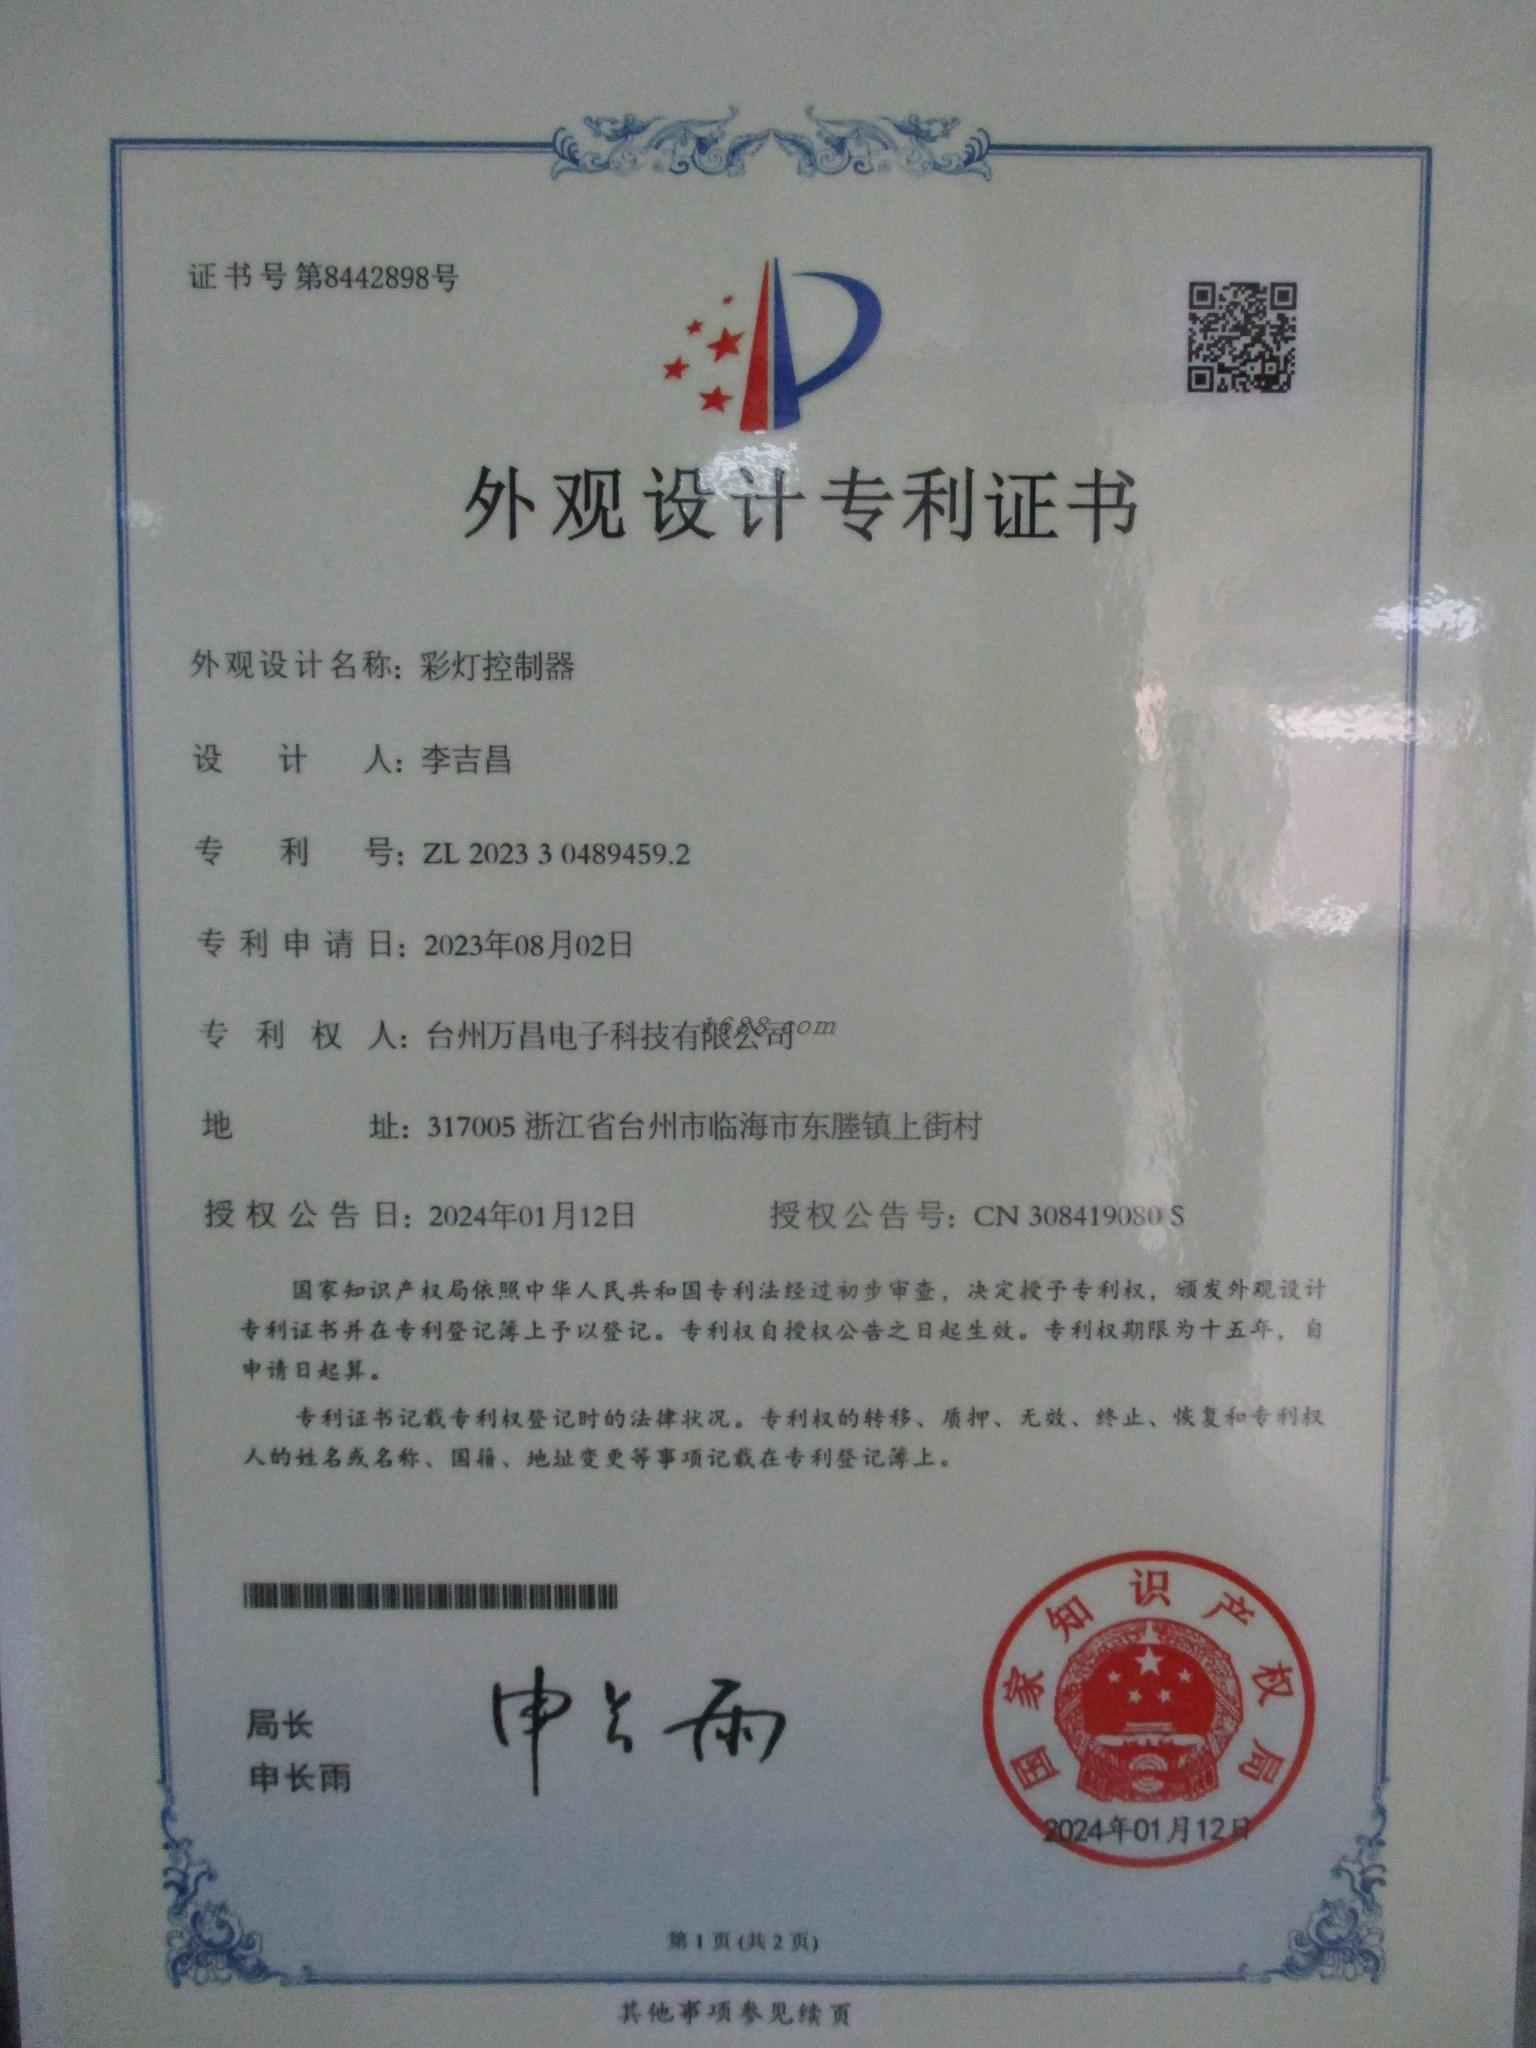 证书号第8442898号
外观设计专利证书
外观设计名称：彩灯控制器
设计人：李吉昌
专利号：ZL 2023 3 0489459.2
专利申请日：2023年08月02日
专利权人：台州万昌电子科技有限公司
1688.com
地址：317005 浙江省台州市临海市东塍镇上街村
授权公告日：2024年01月12日 授权公告号：CN 308419080 S
国家知识产权局依照中华人民共和国专利法经过初步审查，决定授予专利权，颁发外观设计
专利证书并在专利登记簿上予以登记。专利权自授权公告之日起生效。专利权期限为十五年，自
申请日起算。
专利证书记载专利权登记时的法律状况。专利权的转移、质押、无效、终止、恢复和专利权
人的姓名或名称、国籍、地址变更等事项记载在专利登记簿上。
局长
申长雨
申长雨
国家知识产权局
2024年01月12日
第 1 页 (共 2 页)
其他事项参见续页